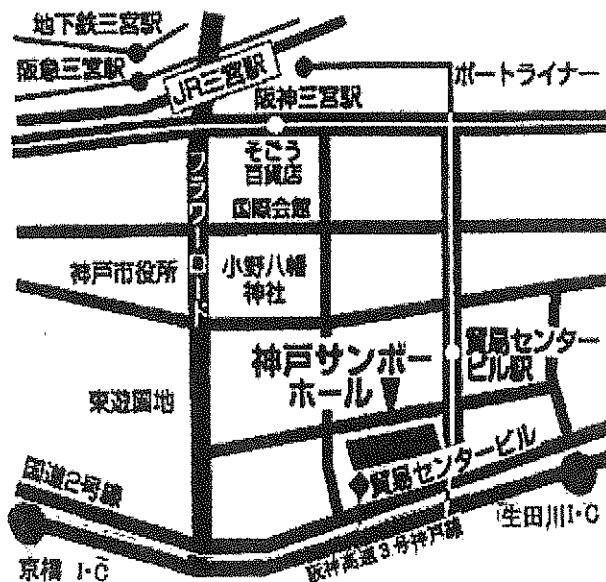 地下鉄三宮駅
阪急三宮駅
JR三宮駅
ポートライナー
阪神三宮駅
そごう
百貨店
国際会館
フラワーロード
神戸市役所
小野八幡
神社
神戸サンボー
ホール
貿易センター
ビル駅
東遊園地
国道2号線
貿易センタービル
京橋 I・C
阪神高速3号神戸線
生田川I・C